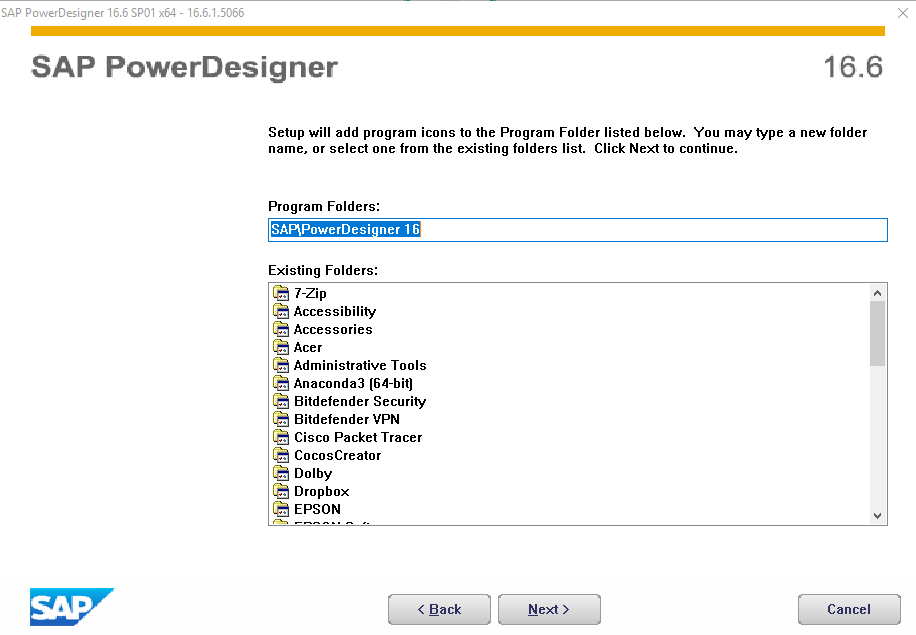 SAP PowerDesigner 16.6 SP01 x64 - 16.6.1.5066
SAP PowerDesigner 16.6
Setup will add program icons to the Program Folder listed below. You may type a new folder
name, or select one from the existing folders list. Click Next to continue.
Program Folders:
SAP\PowerDesigner 16
Existing Folders:
7-Zip
Accessibility
Accessories
Acer
Administrative Tools
Anaconda3 (64-bit)
Bitdefender Security
Bitdefender VPN
Cisco Packet Tracer
CocosCreator
Dolby
Dropbox
EPSON
SAP
< Back
Next >
Cancel